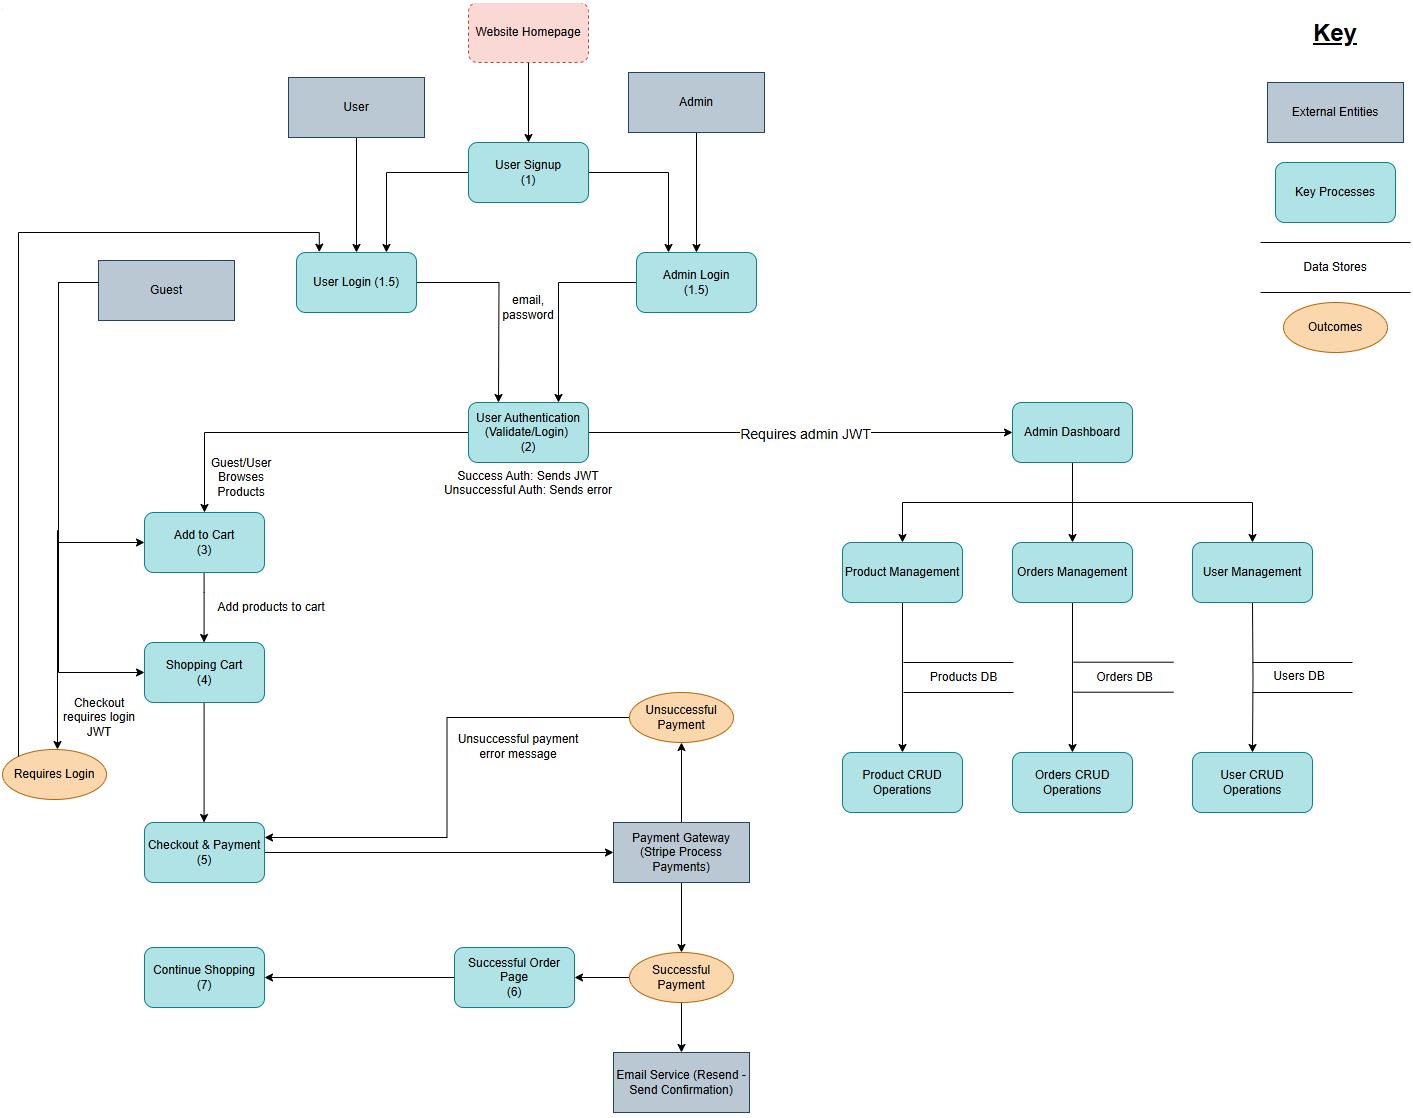 Website Homepage
Key
User
Admin
External Entities
User Signup
(1)
Key Processes
User Login (1.5)
Admin Login
(1.5)
Guest
Data Stores
email,
password
Outcomes
User Authentication
(Validate/Login)
(2)
Requires admin JWT
Admin Dashboard
Success Auth: Sends JWT
Unsuccessful Auth: Sends error
Guest/User
Browses
Products
Add to Cart
(3)
Product Management
Orders Management
User Management
Add products to cart
Shopping Cart
(4)
Products DB
Orders DB
Users DB
Checkout
requires login
JWT
Unsuccessful
Payment
Unsuccessful payment
error message
Requires Login
Product CRUD
Operations
Orders CRUD
Operations
User CRUD
Operations
Checkout & Payment
(5)
Payment Gateway
(Stripe Process
Payments)
Continue Shopping
(7)
Successful Order
Page
(6)
Successful
Payment
Email Service (Resend -
Send Confirmation)